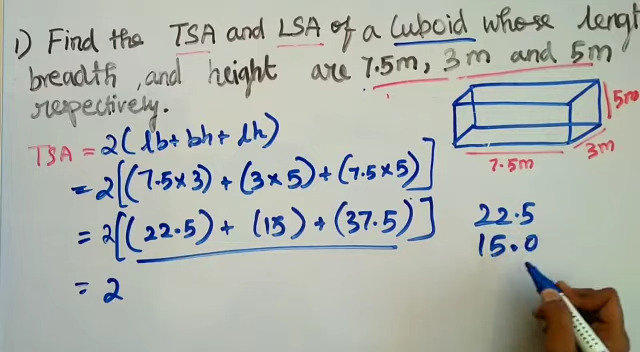 1) Find the TSA and LSA of a Cuboid whose
breadth, and height are 7.5m, 3m and 5m
respectively.
TSA = 2(lb+bh+lh)
= 2[(7.5×3) + (3×5) + (7.5×5)]
= 2[(22.5) + (15) + (37.5)]
= 2
5m
3m
7.5m
22.5
15.0